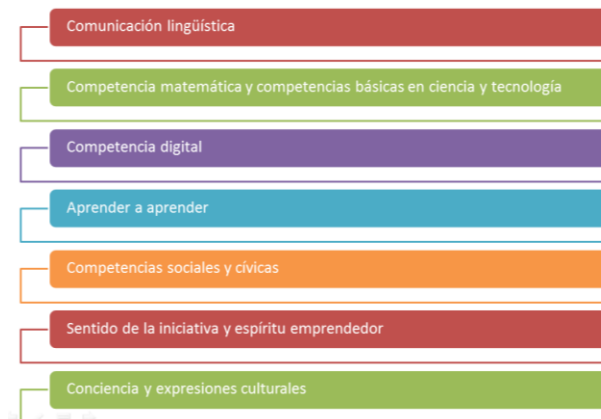 Comunicación lingüística
Competencia matemática y competencias básicas en ciencia y tecnología
Competencia digital
Aprender a aprender
Competencias sociales y cívicas
Sentido de la iniciativa y espíritu emprendedor
Conciencia y expresiones culturales